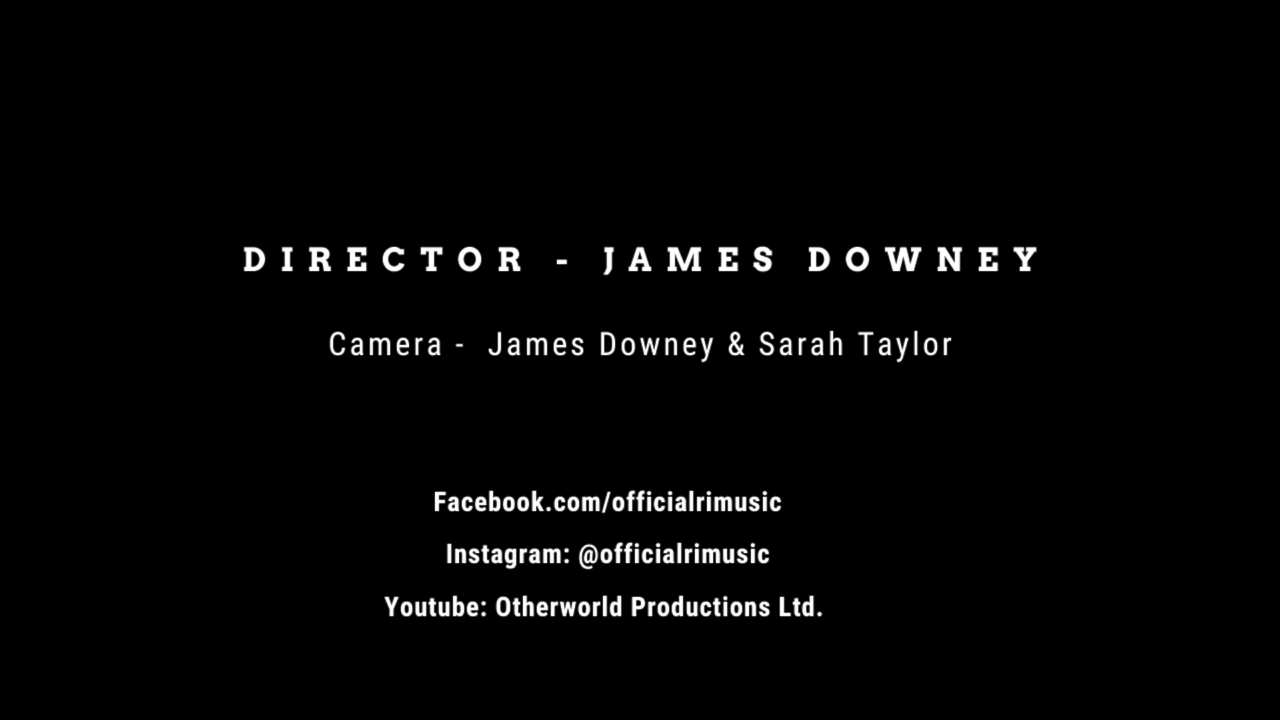 DIRECTOR - JAMES DOWNEY
Camera - James Downey & Sarah Taylor
Facebook.com/officialrimusic
Instagram: @officialrimusic
Youtube: Otherworld Productions Ltd.